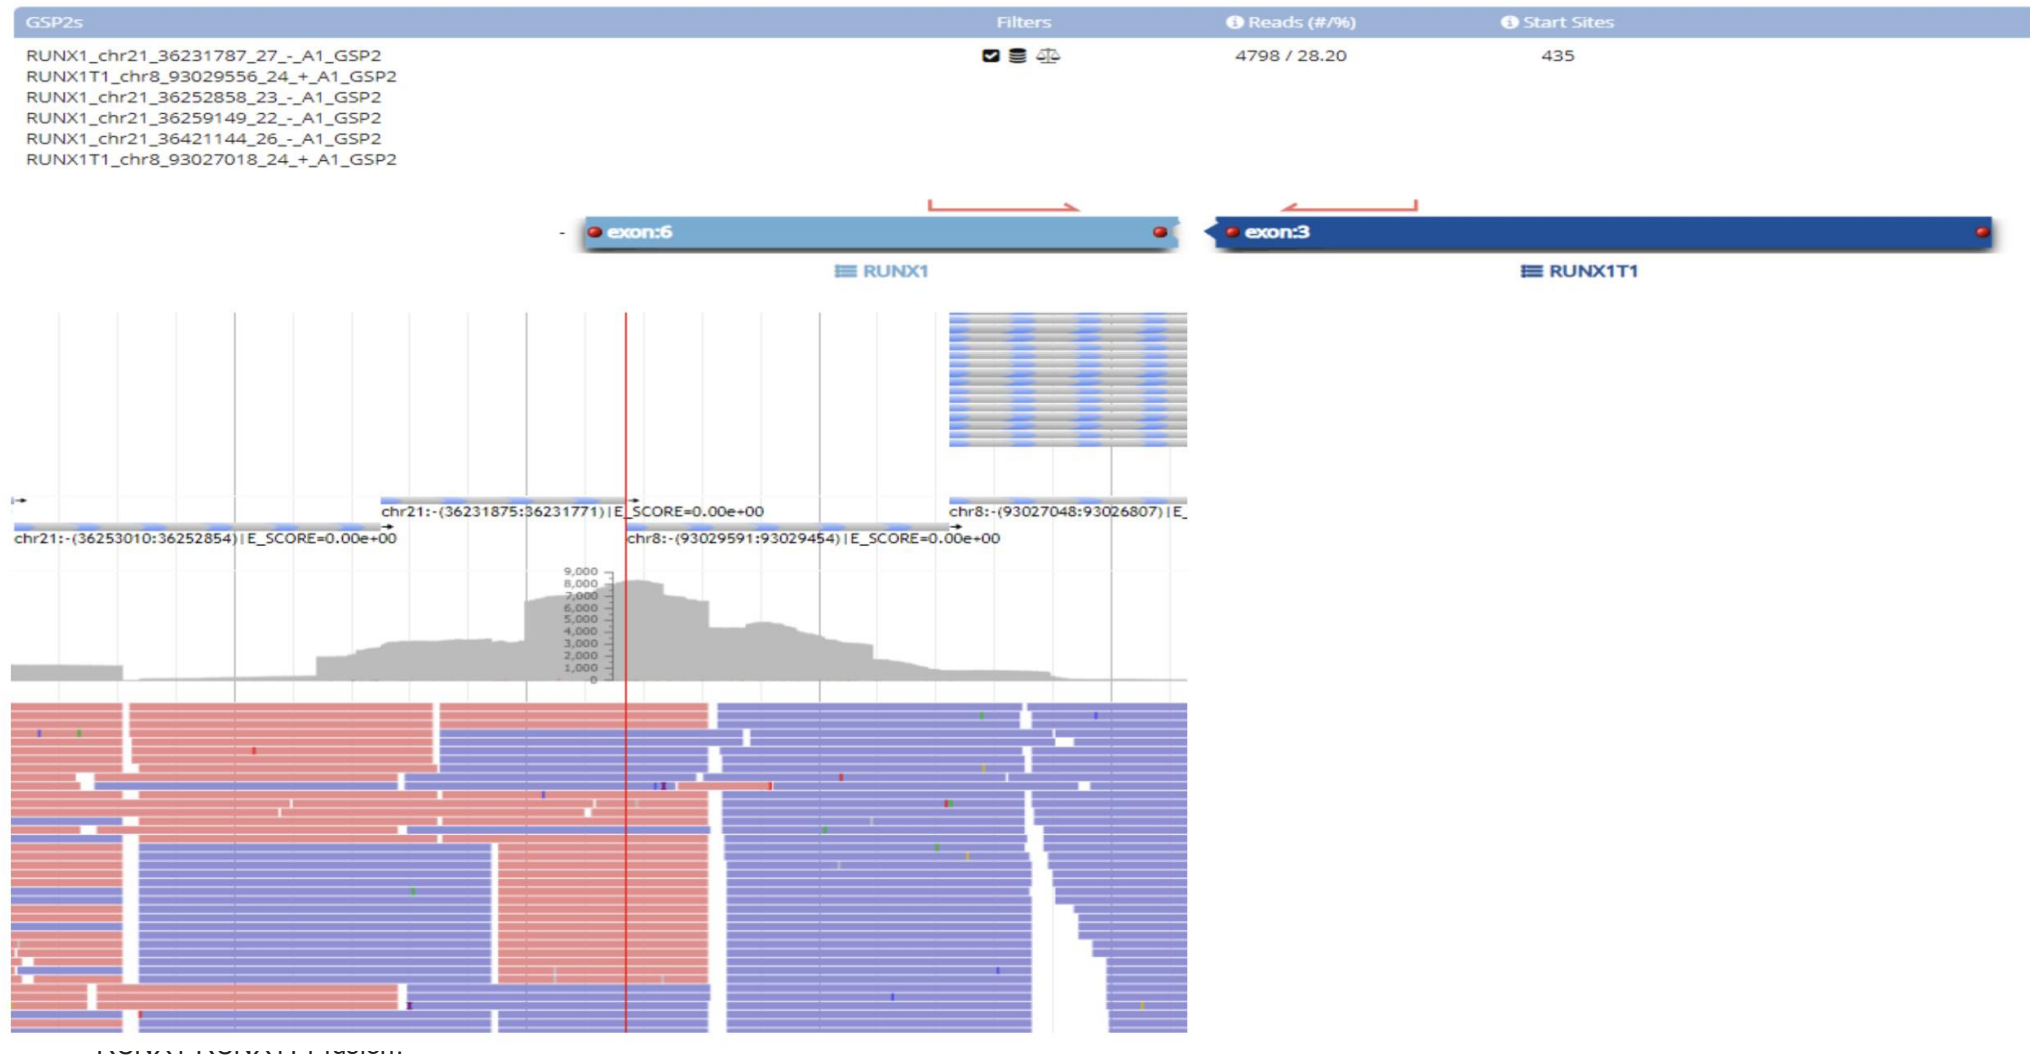 GSP2s Filters Reads (#/%) Start Sites
RUNX1_chr21_36231787_27_-_A1_GSP2 4798 / 28.20 435
RUNX1T1_chr8_93029556_24_+_A1_GSP2
RUNX1_chr21_36252858_23_-_A1_GSP2
RUNX1_chr21_36259149_22_-_A1_GSP2
RUNX1_chr21_36421144_26_-_A1_GSP2
RUNX1T1_chr8_93027018_24_+_A1_GSP2
- exon:6 exon:3
RUNX1 RUNX1T1
chr21:-(36231875:36231771)|E_SCORE=0.00e+00 chr8:-(93027048:93026807)|E_
chr21:-(36253010:36252854)|E_SCORE=0.00e+00 chr8:-(93029591:93029454)|E_SCORE=0.00e+00
9,000
8,000
7,000
6,000
5,000
4,000
3,000
2,000
1,000
0